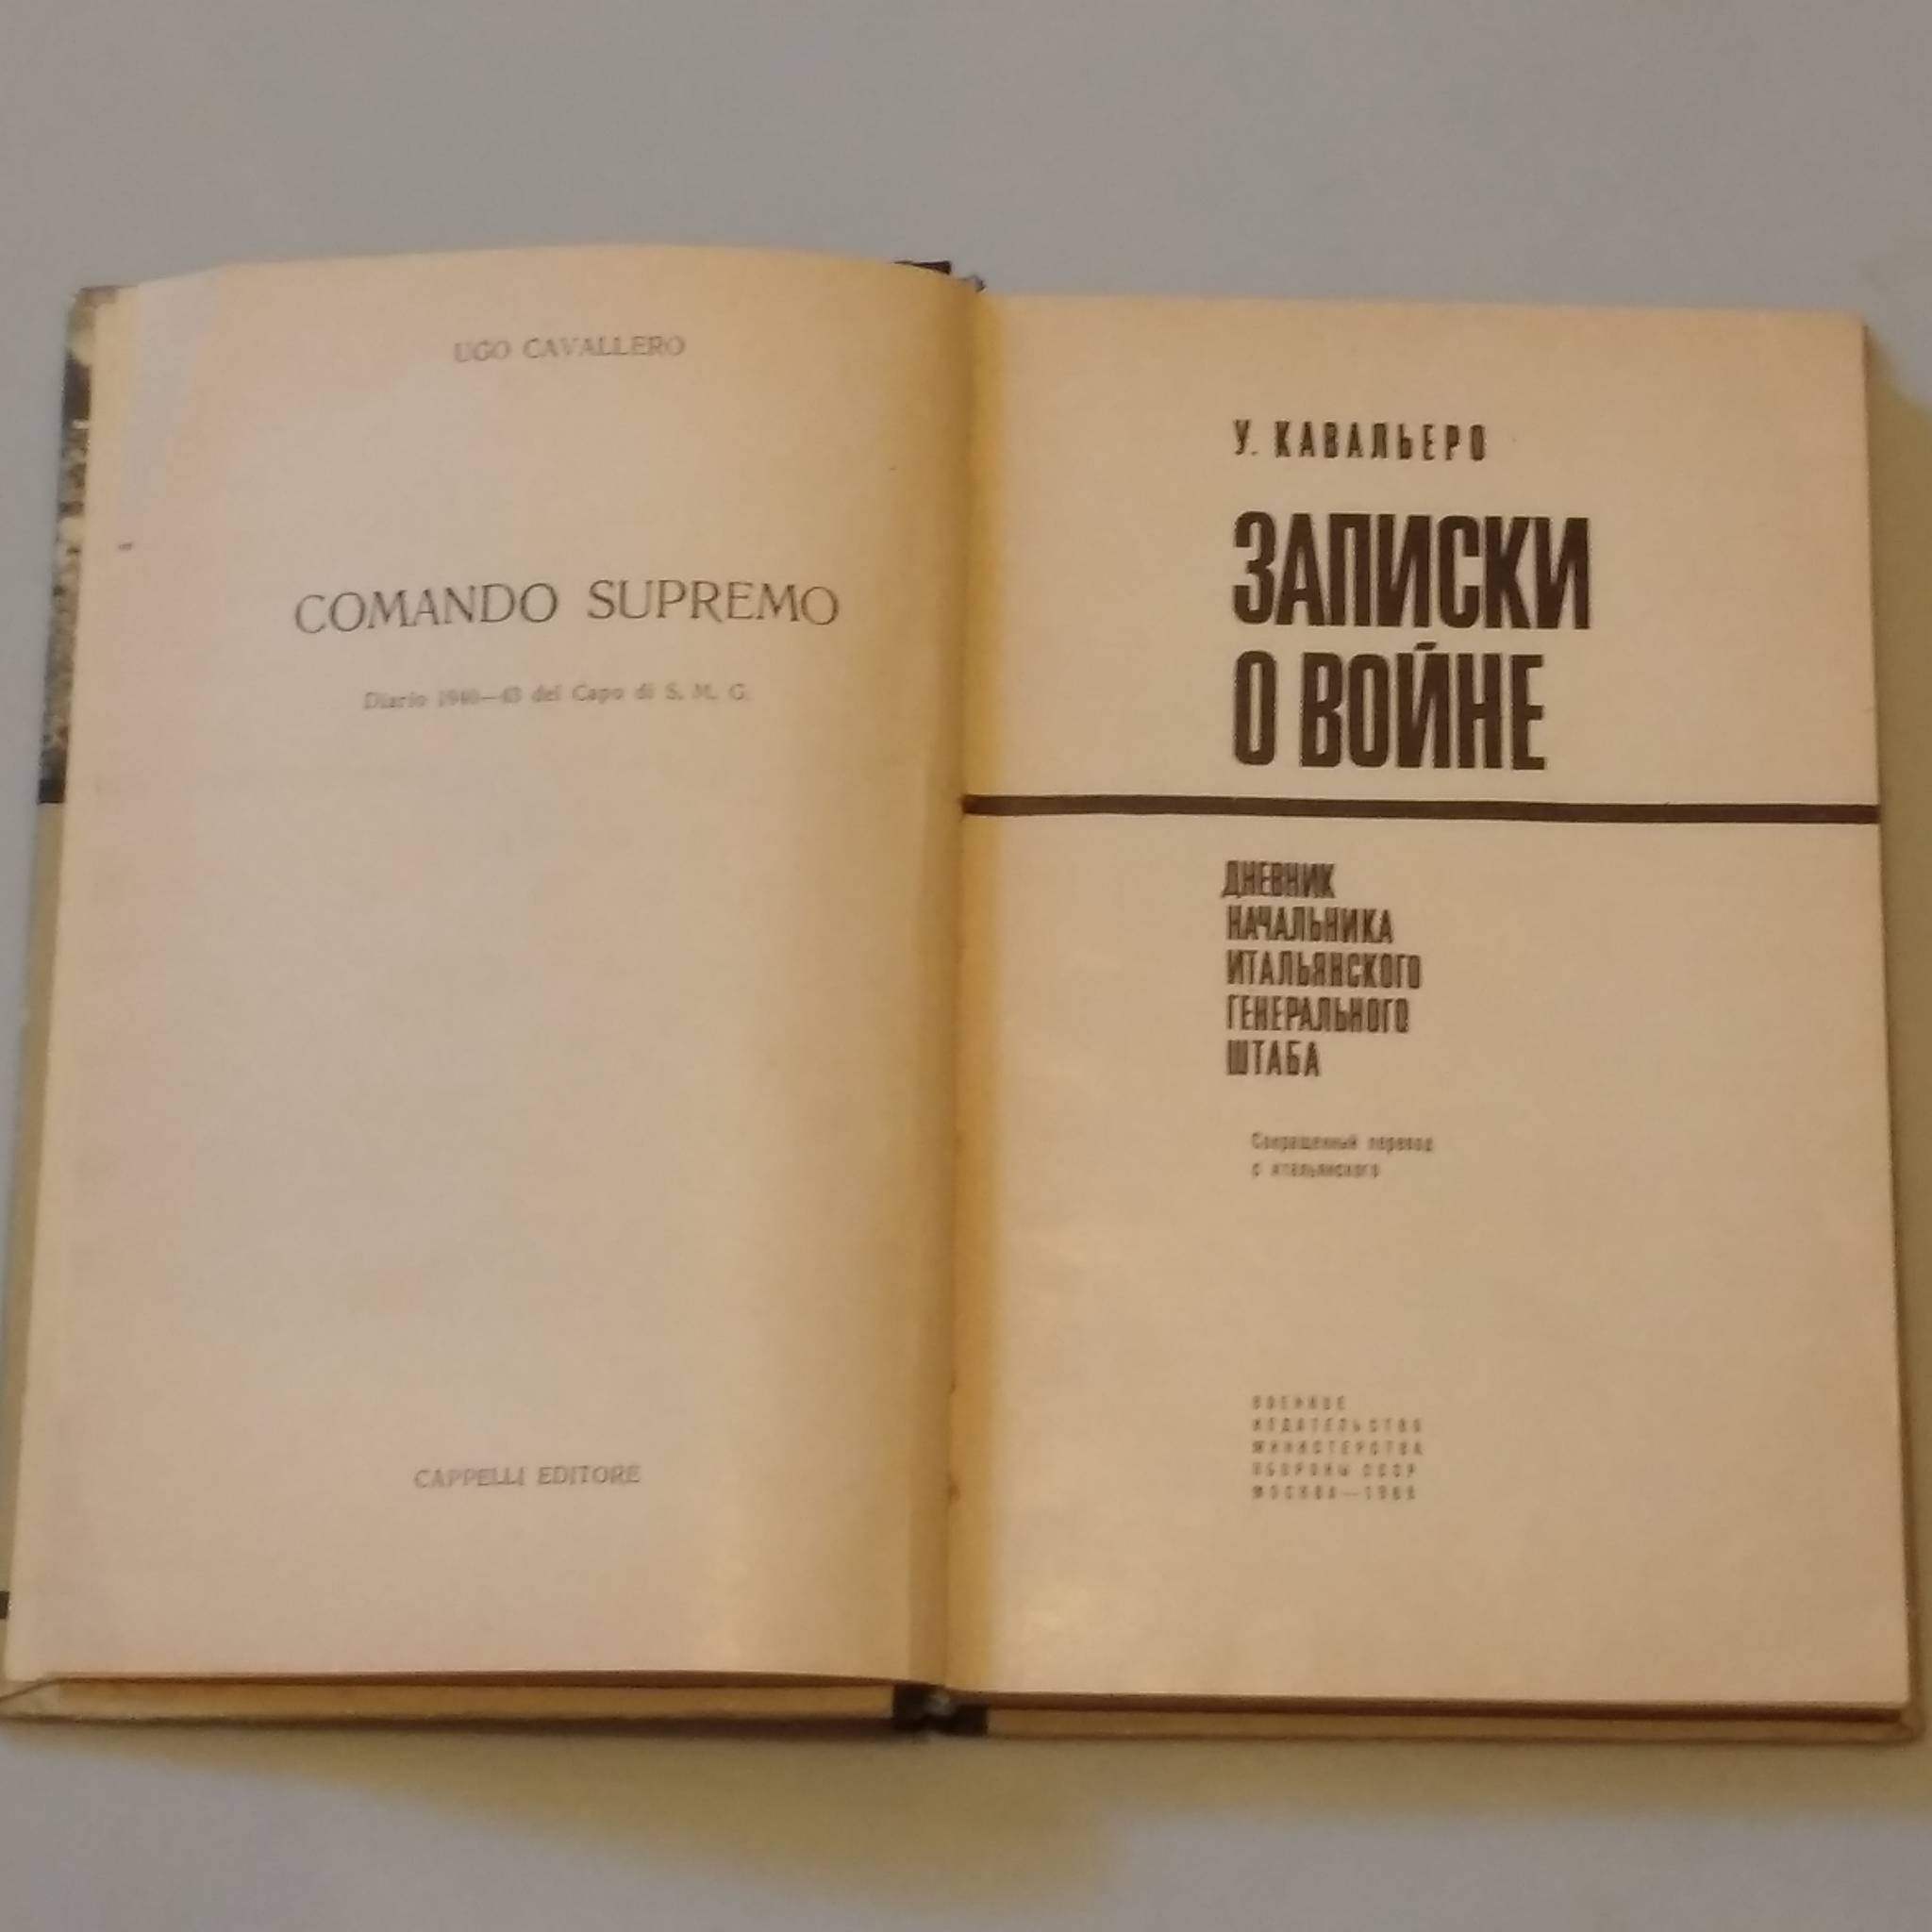 UGO CAVALLERO
COMANDO SUPREMO
Diario 1940—43 del Capo di S. M. G.
CAPPELLI EDITORE
У. КАВАЛЬЕРО
ЗАПИСКИ
О ВОЙНЕ
ДНЕВНИК
НАЧАЛЬНИКА
ИТАЛЬЯНСКОГО
ГЕНЕРАЛЬНОГО
ШТАБА
Сокращенный перевод
с итальянского
ВОЕННОЕ
ИЗДАТЕЛЬСТВО
МИНИСТЕРСТВА
ОБОРОНЫ СССР
МОСКВА—1968